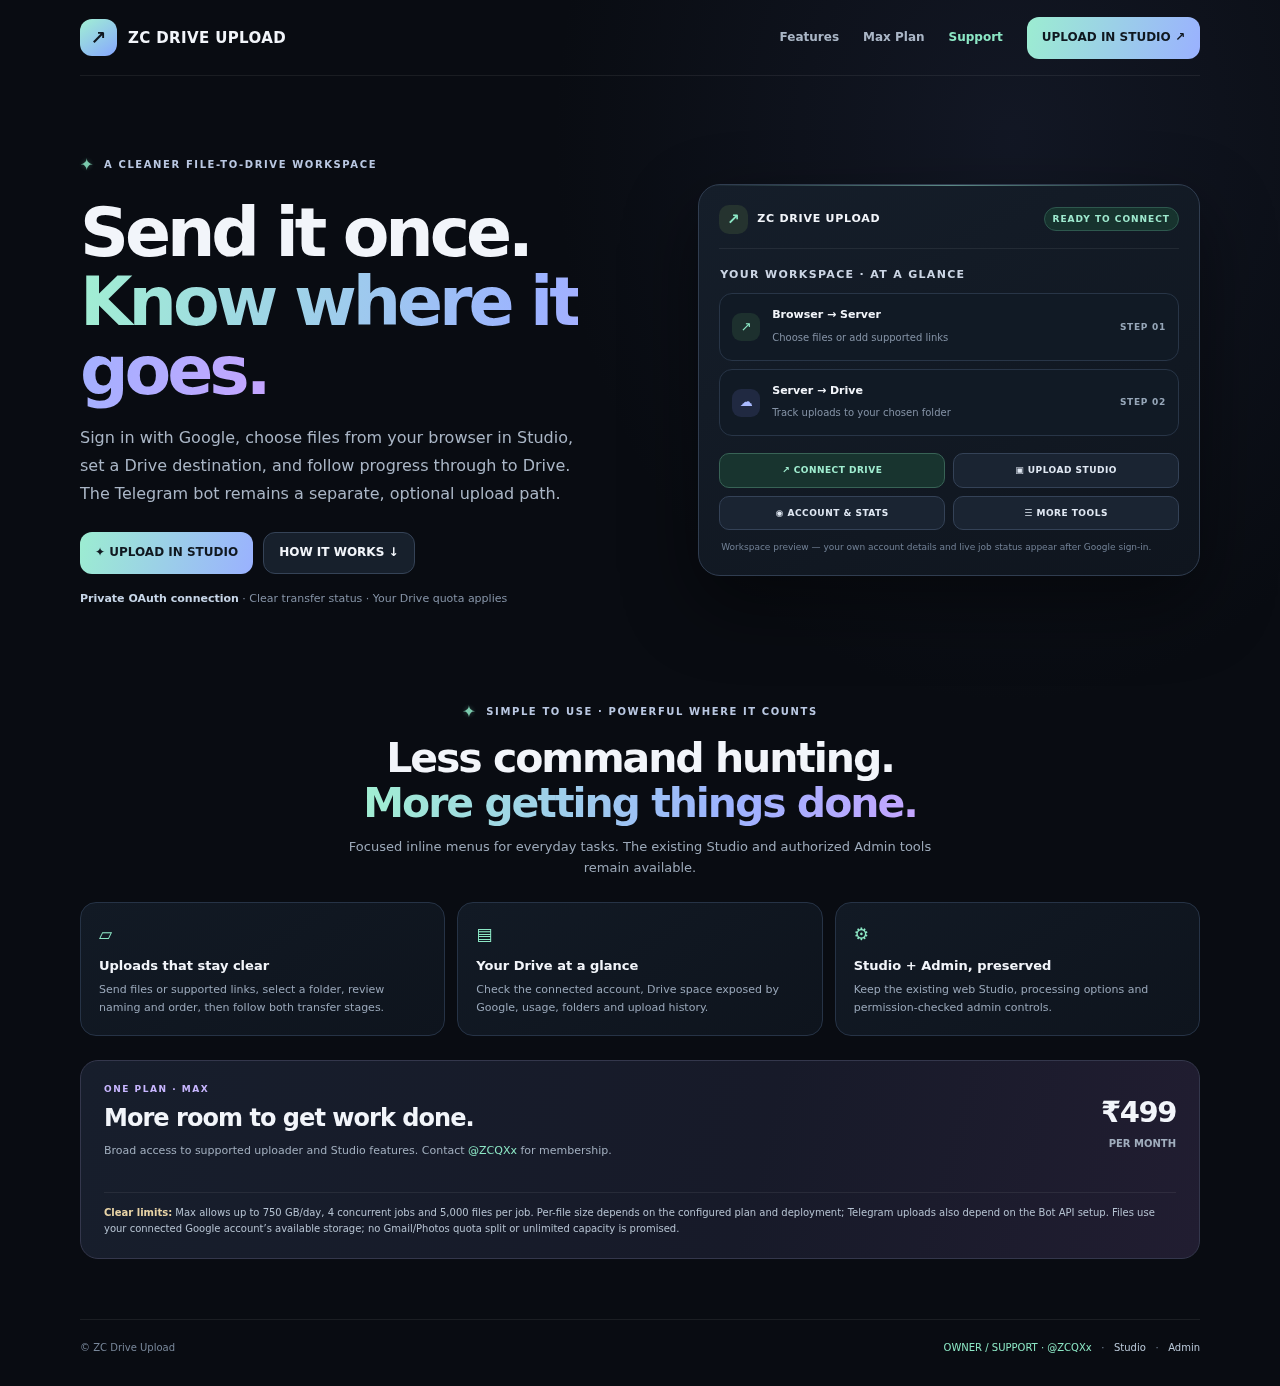 ↗ ZC DRIVE UPLOAD
Features Max Plan Support UPLOAD IN STUDIO ↗
✦ A CLEANER FILE-TO-DRIVE WORKSPACE
Send it once.
Know where it
goes.
Sign in with Google, choose files from your browser in Studio,
set a Drive destination, and follow progress through to Drive.
The Telegram bot remains a separate, optional upload path.
✦ UPLOAD IN STUDIO
HOW IT WORKS ↓
Private OAuth connection · Clear transfer status · Your Drive quota applies
↗ ZC DRIVE UPLOAD
READY TO CONNECT
YOUR WORKSPACE · AT A GLANCE
↗ Browser → Server
Choose files or add supported links
STEP 01
☁ Server → Drive
Track uploads to your chosen folder
STEP 02
↗ CONNECT DRIVE
▣ UPLOAD STUDIO
◉ ACCOUNT & STATS
☰ MORE TOOLS
Workspace preview — your own account details and live job status appear after Google sign-in.
✦ SIMPLE TO USE · POWERFUL WHERE IT COUNTS
Less command hunting.
More getting things done.
Focused inline menus for everyday tasks. The existing Studio and authorized Admin tools
remain available.
▱
Uploads that stay clear
Send files or supported links, select a folder, review
naming and order, then follow both transfer stages.
▤
Your Drive at a glance
Check the connected account, Drive space exposed by
Google, usage, folders and upload history.
⚙
Studio + Admin, preserved
Keep the existing web Studio, processing options and
permission-checked admin controls.
ONE PLAN · MAX
More room to get work done.
Broad access to supported uploader and Studio features. Contact @ZCQXx for membership.
₹499
PER MONTH
Clear limits: Max allows up to 750 GB/day, 4 concurrent jobs and 5,000 files per job. Per-file size depends on the configured plan and deployment; Telegram uploads also depend on the Bot API setup. Files use
your connected Google account’s available storage; no Gmail/Photos quota split or unlimited capacity is promised.
© ZC Drive Upload
OWNER / SUPPORT · @ZCQXx · Studio · Admin